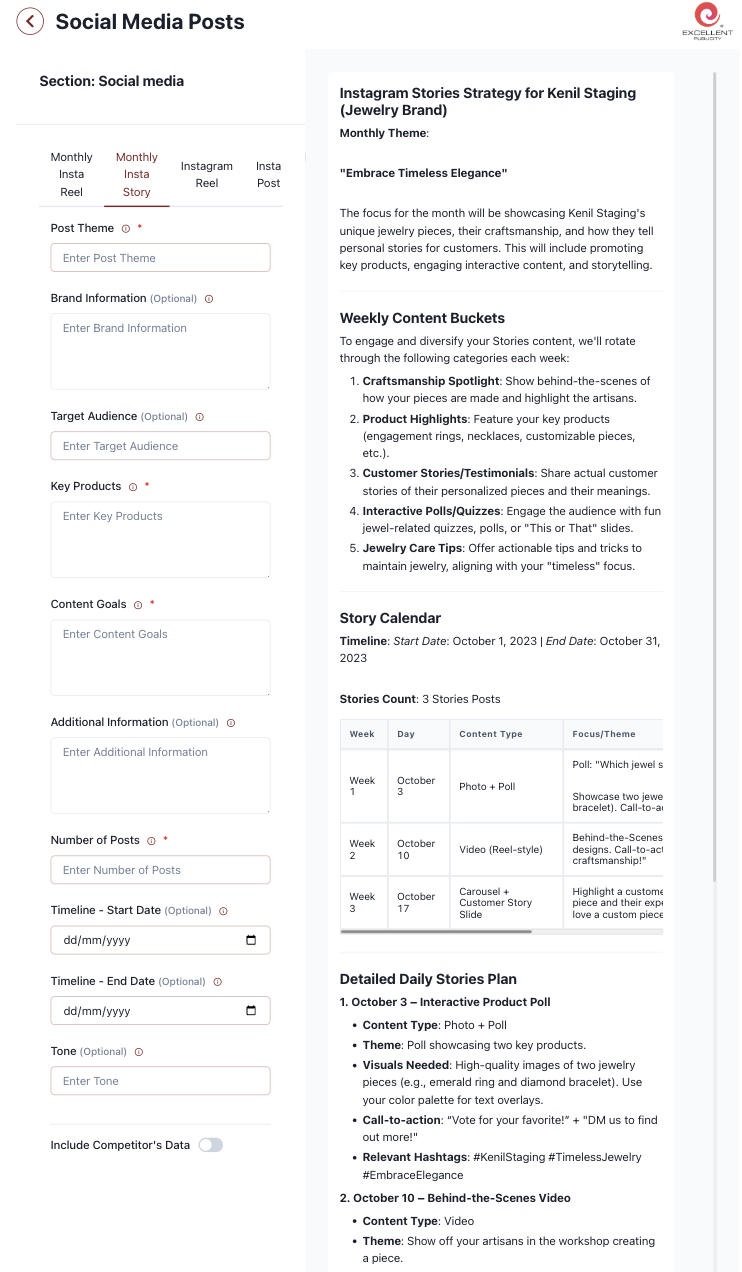 Social Media Posts
EXCELLENT
PUBLICITY
Section: Social media
Monthly
Insta
Reel
Monthly
Insta
Story
Instagram
Reel
Insta
Post
Post Theme *
Enter Post Theme
Brand Information (Optional)
Enter Brand Information
Target Audience (Optional)
Enter Target Audience
Key Products *
Enter Key Products
Content Goals *
Enter Content Goals
Additional Information (Optional)
Enter Additional Information
Number of Posts *
Enter Number of Posts
Timeline - Start Date (Optional)
dd/mm/yyyy
Timeline - End Date (Optional)
dd/mm/yyyy
Tone (Optional)
Enter Tone
Include Competitor's Data
Instagram Stories Strategy for Kenil Staging
(Jewelry Brand)
Monthly Theme:
"Embrace Timeless Elegance"
The focus for the month will be showcasing Kenil Staging's
unique jewelry pieces, their craftsmanship, and how they tell
personal stories for customers. This will include promoting
key products, engaging interactive content, and storytelling.
Weekly Content Buckets
To engage and diversify your Stories content, we'll rotate
through the following categories each week:
1. Craftsmanship Spotlight: Show behind-the-scenes of
how your pieces are made and highlight the artisans.
2. Product Highlights: Feature your key products
(engagement rings, necklaces, customizable pieces,
etc.).
3. Customer Stories/Testimonials: Share actual customer
stories of their personalized pieces and their meanings.
4. Interactive Polls/Quizzes: Engage the audience with fun
jewel-related quizzes, polls, or "This or That" slides.
5. Jewelry Care Tips: Offer actionable tips and tricks to
maintain jewelry, aligning with your "timeless" focus.
Story Calendar
Timeline: Start Date: October 1, 2023 | End Date: October 31,
2023
Stories Count: 3 Stories Posts
Week Day Content Type Focus/Theme
Week
1
October
3
Photo + Poll
Poll: "Which jewel s
Showcase two jewe
bracelet). Call-to-a
Week
2
October
10
Video (Reel-style)
Behind-the-Scenes
designs. Call-to-act
craftsmanship!"
Week
3
October
17
Carousel +
Customer Story
Slide
Highlight a custome
piece and their expe
love a custom piece
Detailed Daily Stories Plan
1. October 3 – Interactive Product Poll
• Content Type: Photo + Poll
• Theme: Poll showcasing two key products.
• Visuals Needed: High-quality images of two jewelry
pieces (e.g., emerald ring and diamond bracelet). Use
your color palette for text overlays.
• Call-to-action: "Vote for your favorite!" + "DM us to find
out more!"
• Relevant Hashtags: #KenilStaging #TimelessJewelry
#EmbraceElegance
2. October 10 – Behind-the-Scenes Video
• Content Type: Video
• Theme: Show off your artisans in the workshop creating
a piece.